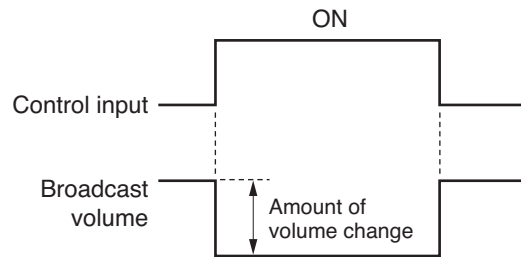 ON
Control input
Broadcast
volume
Amount of
volume change